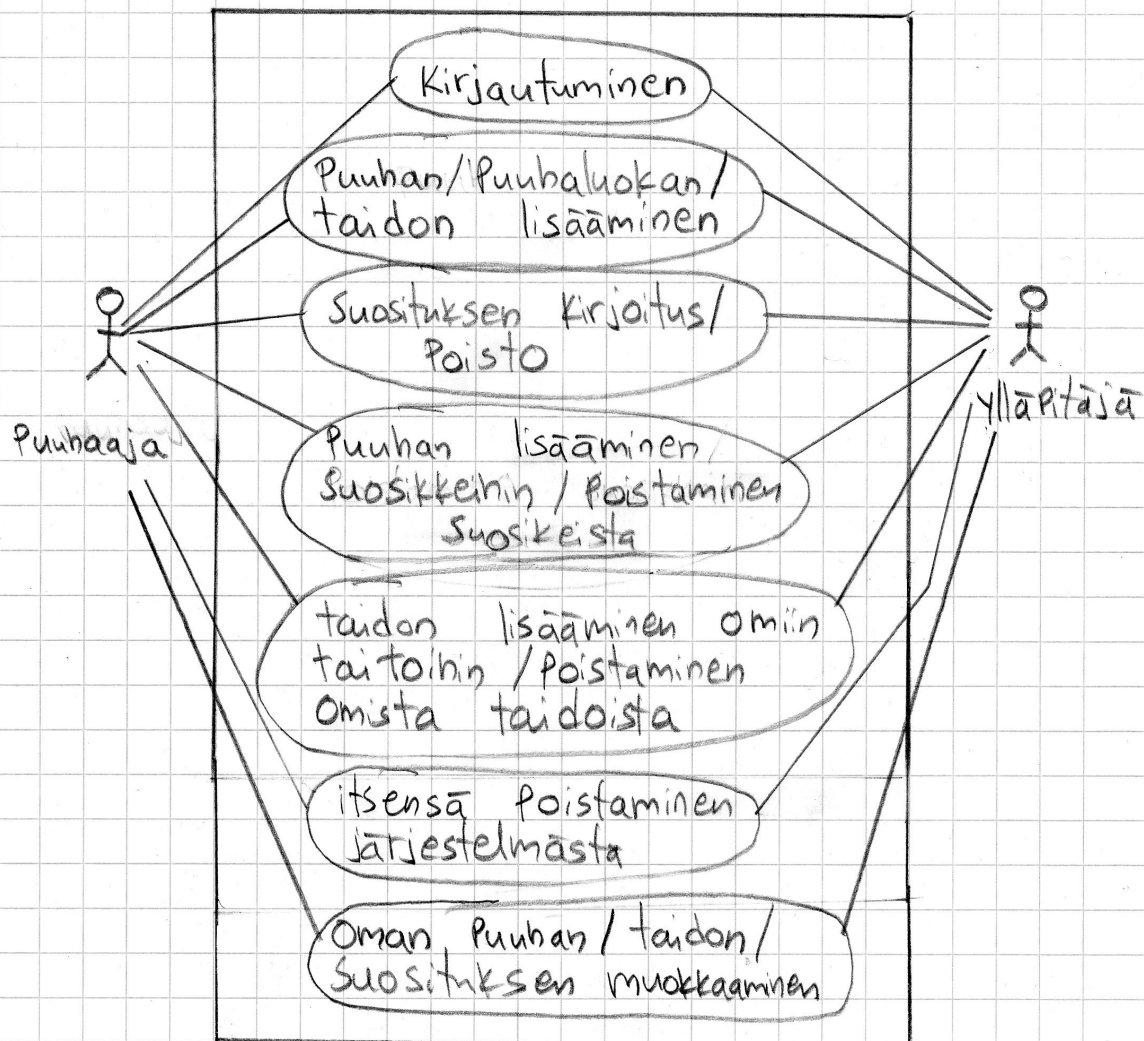 Kirjautuminen
Puuhan/Puuhaluokan/
taidon lisääminen
Suosituksen Kirjoitus/
Poisto
Puuhaaja
ylläpitäjä
Puuhan lisääminen
Suosikkeihin / Poistaminen
Suosikeista
taidon lisääminen omiin
taitoihin / Poistaminen
Omista taidoista
itsensä Poistaminen
järjestelmästä
Oman Puuhan / taidon/
Suosituksen muokkaaminen